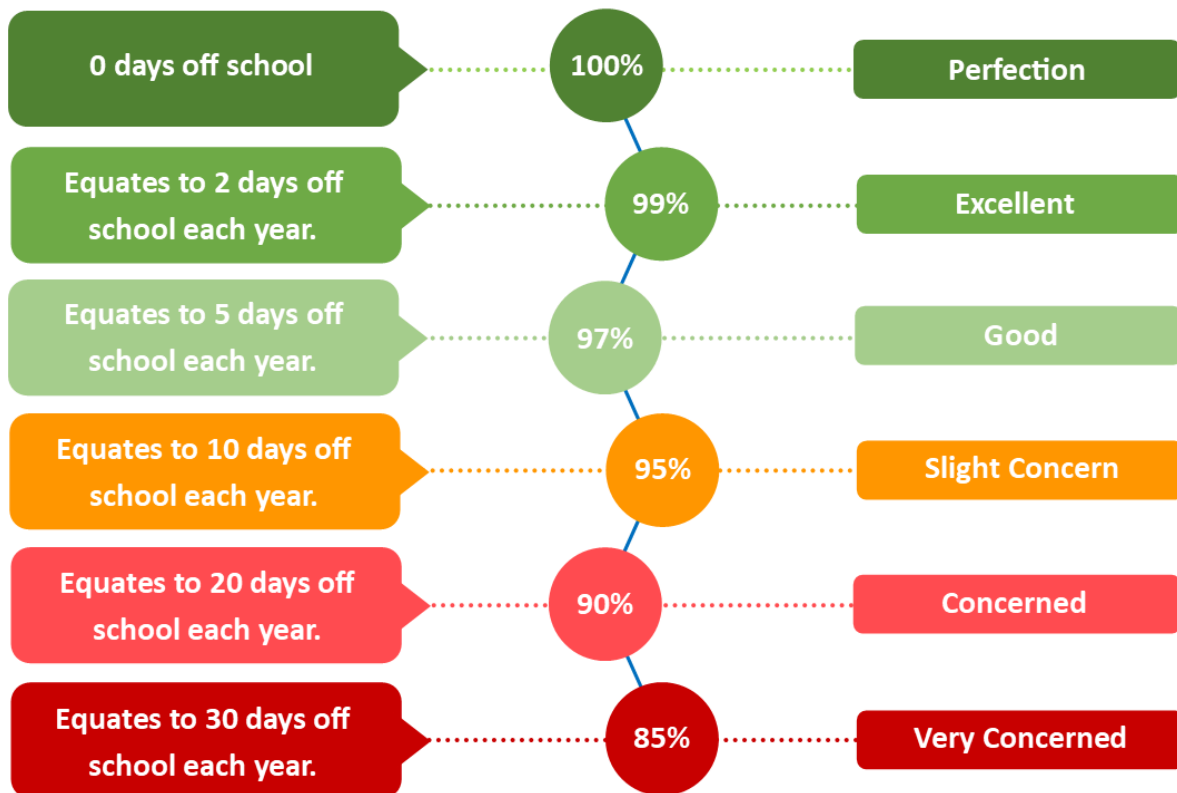 0 days off school
100%
Perfection
Equates to 2 days off
school each year.
99%
Excellent
Equates to 5 days off
school each year.
97%
Good
Equates to 10 days off
school each year.
95%
Slight Concern
Equates to 20 days off
school each year.
90%
Concerned
Equates to 30 days off
school each year.
85%
Very Concerned